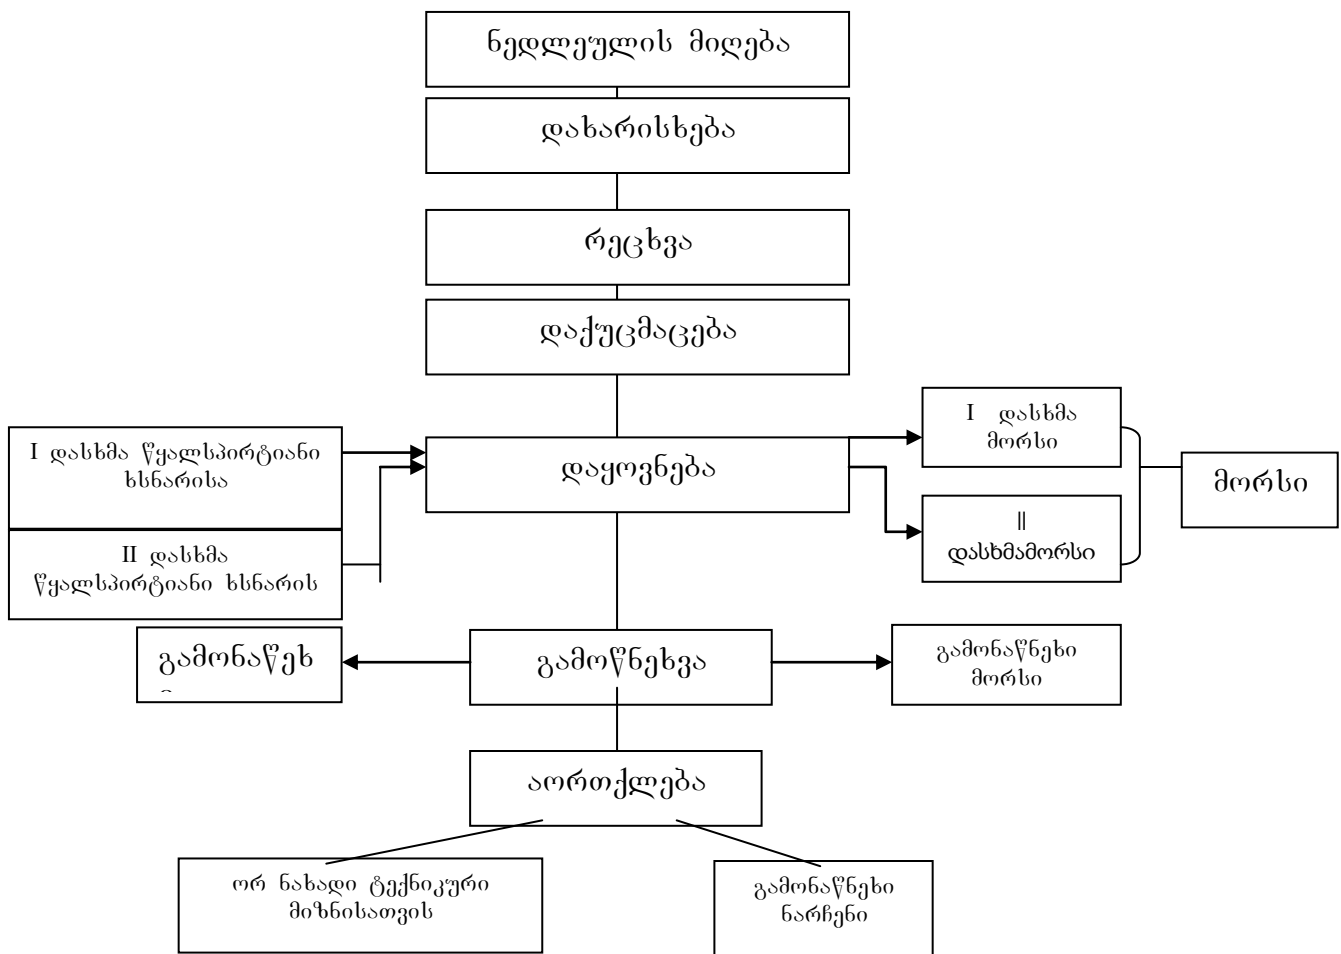 ნედლეულის მიღება
დახარისხება
რეცხვა
დაქუცმაცება
I დასხმა წყალსპირტიანი
ხსნარისა
II დასხმა
წყალსპირტიანი ხსნარის
დაყოვნება
I დასხმა
მორსი
||
დასხმამორსი
მორსი
გამონაწეხ
გამოწნეხვა
გამონაწნეხი
მორსი
აორთქლება
ორ ნახადი ტექნიკური
მიზნისათვის
გამონაწნეხი
ნარჩენი